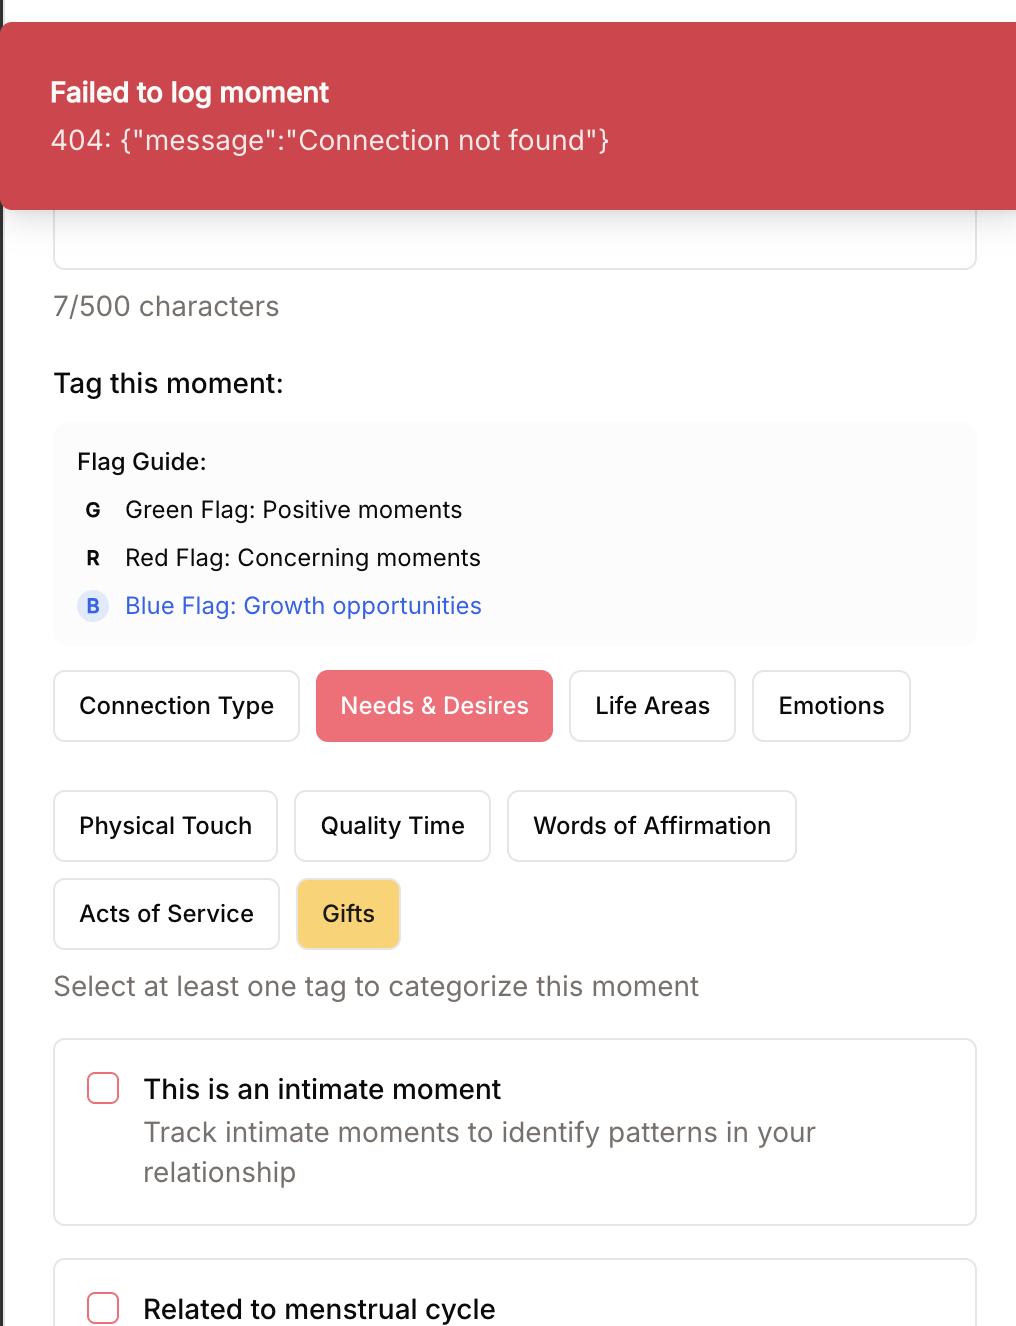 Failed to log moment
404: {"message":"Connection not found"}
7/500 characters
Tag this moment:
Flag Guide:
G Green Flag: Positive moments
R Red Flag: Concerning moments
B Blue Flag: Growth opportunities
Connection Type Needs & Desires Life Areas Emotions
Physical Touch Quality Time Words of Affirmation
Acts of Service Gifts
Select at least one tag to categorize this moment
This is an intimate moment
Track intimate moments to identify patterns in your
relationship
Related to menstrual cycle